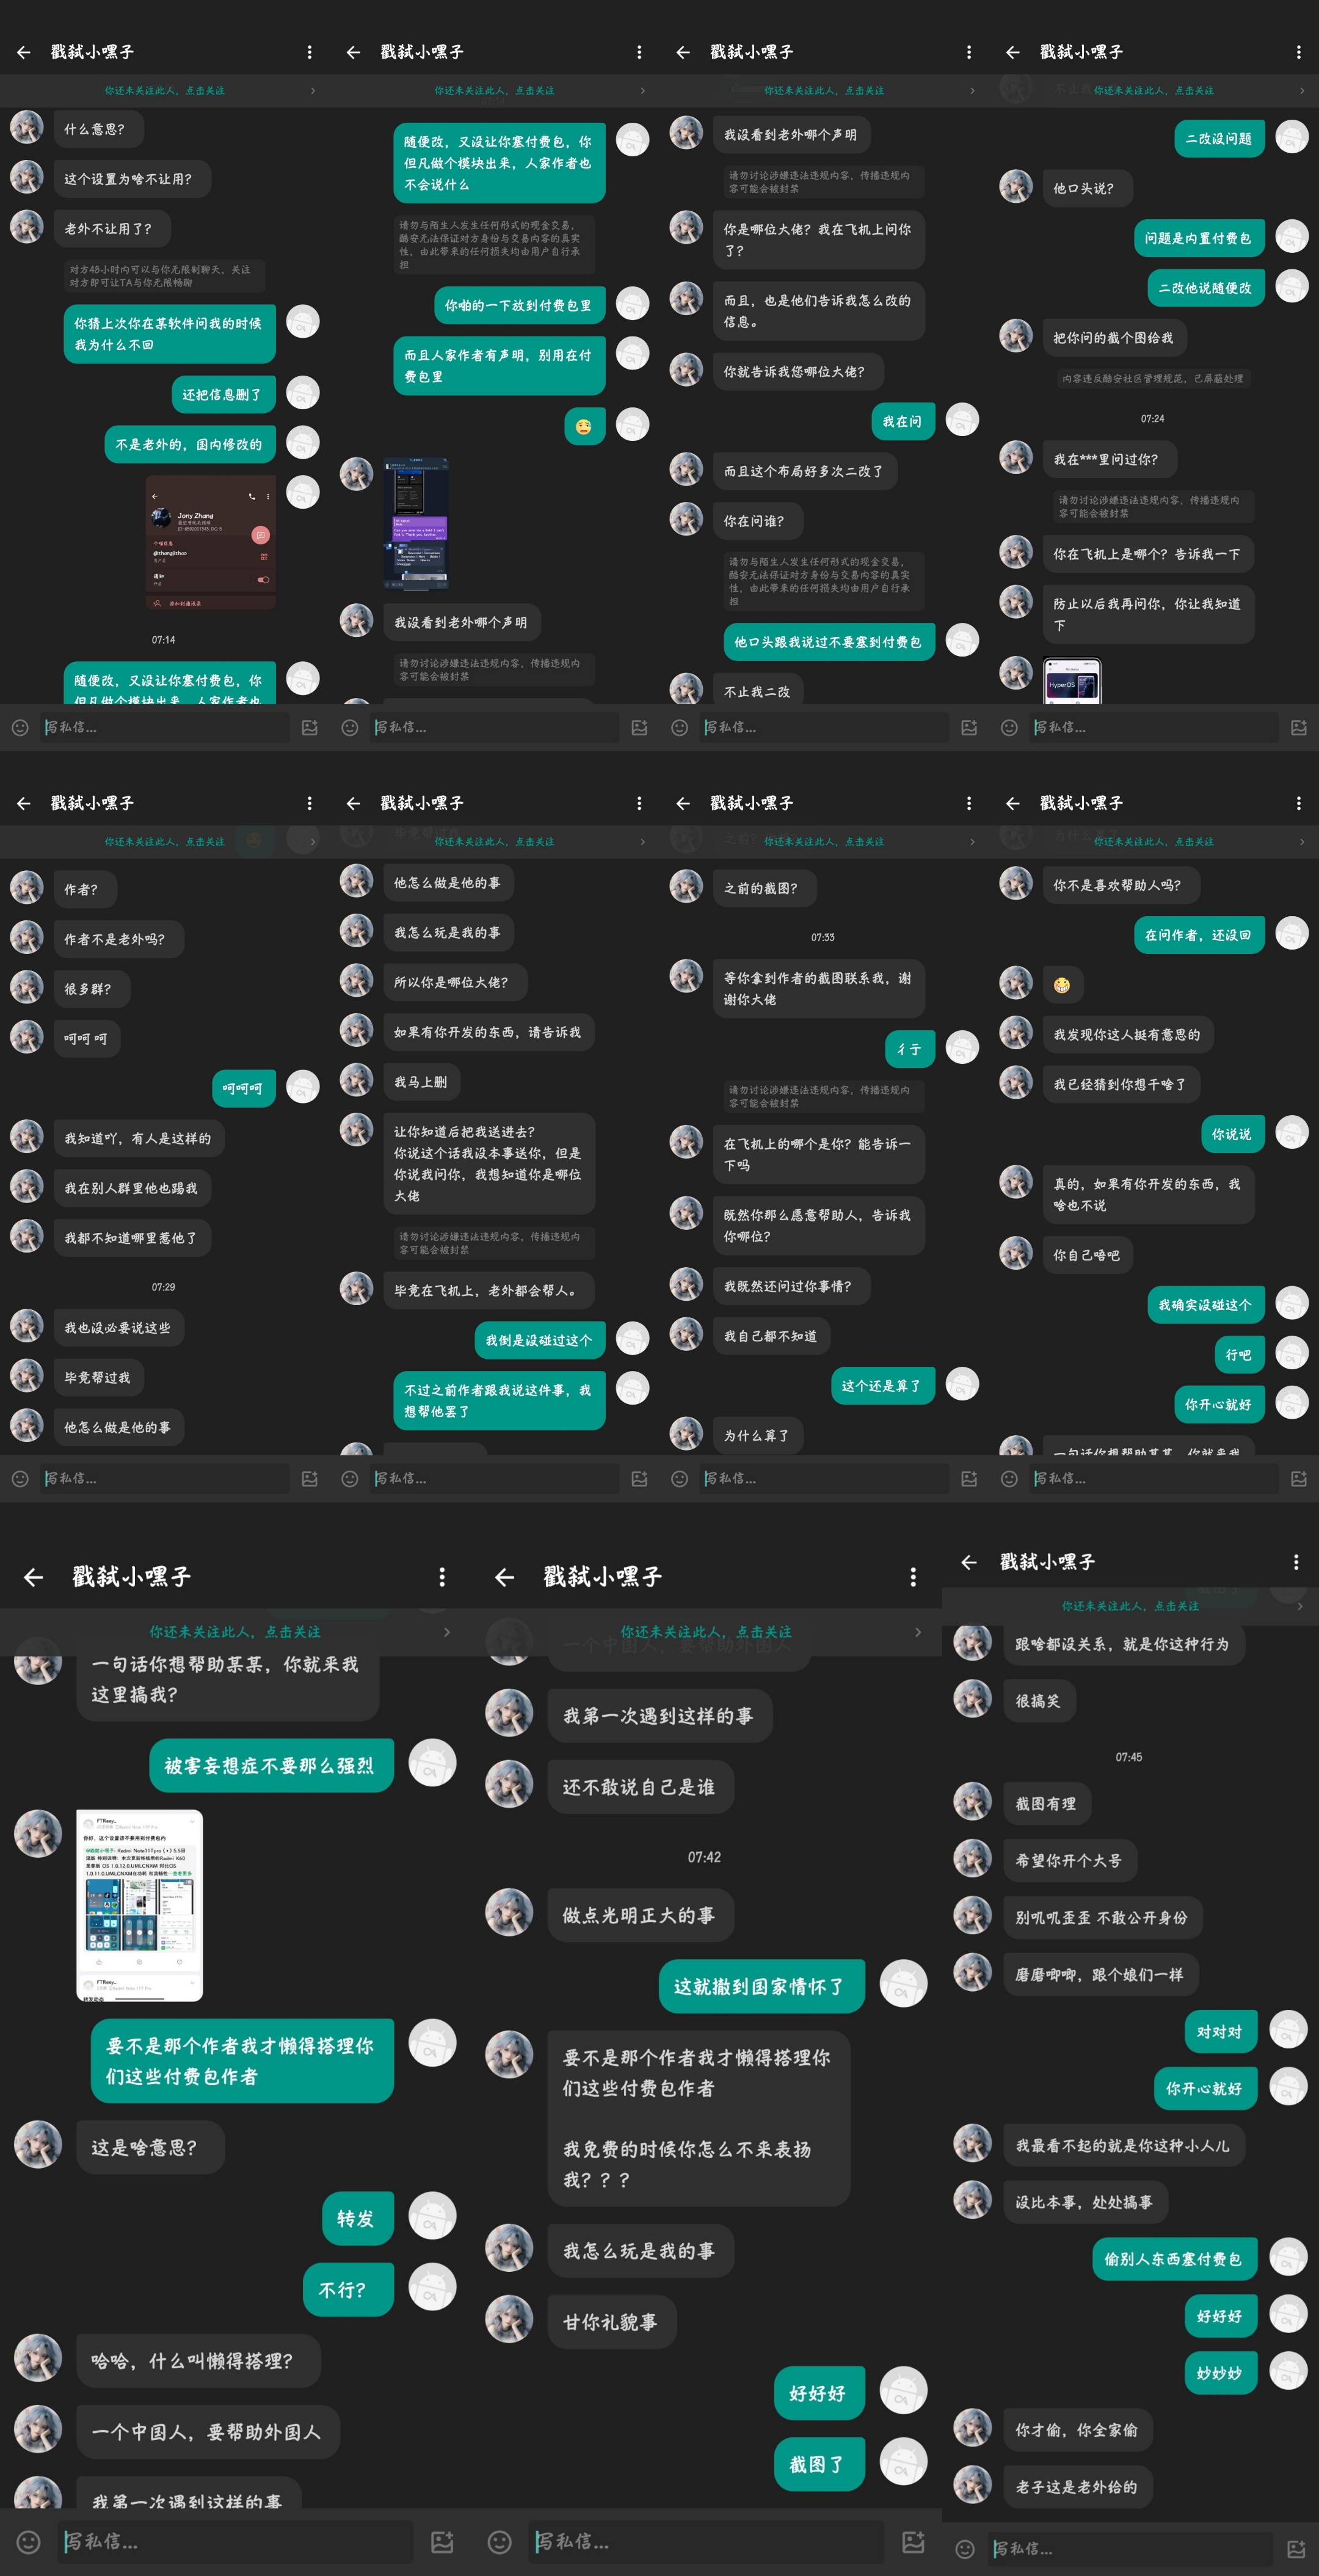 戳弑小嘿子
你还未关注此人，点击关注
什么意思？
这个设置为啥不让用？
老外不让用了？
对方48小时内可以与你无限制聊天，关注
对方即可让TA与你无限畅聊
你猜上次你在某软件问我的时候
我为什么不回
还把信息删了
不是老外的，国内修改的
Jony Zhang
07:14
随便改，又没让你塞付费包，你
但凡做个模块出来，人家作者也
写私信...
戳弑小嘿子
你还未关注此人，点击关注
随便改，又没让你塞付费包，你
但凡做个模块出来，人家作者也
不会说什么
请勿与陌生人发生任何形式的现金交易，
酷安无法保证对方身份与交易内容的真实
性，由此带来的任何损失均由用户自行承
担
你啪的一下放到付费包里
而且人家作者有声明，别用在付
费包里
我没看到老外哪个声明
请勿讨论涉嫌违法违规内容，传播违规内
容可能会被封禁
写私信...
戳弑小嘿子
你还未关注此人，点击关注
我没看到老外哪个声明
请勿讨论涉嫌违法违规内容，传播违规内
容可能会被封禁
你是哪位大佬？我在飞机上问你
了？
而且，也是他们告诉我怎么改的
信息。
你就告诉我您哪位大佬？
我在问
而且这个布局好多次二改了
你在问谁？
请勿与陌生人发生任何形式的现金交易，
酷安无法保证对方身份与交易内容的真实
性，由此带来的任何损失均由用户自行承
担
他口头跟我说过不要塞到付费包
不止我二改
写私信...
戳弑小嘿子
你还未关注此人，点击关注
二改没问题
他口头说？
问题是内置付费包
二改他说随便改
把你问的截个图给我
内容违反酷安社区管理规范，已屏蔽处理
07:24
我在***里问过你？
请勿讨论涉嫌违法违规内容，传播违规内
容可能会被封禁
你在飞机上是哪个？告诉我一下
防止以后我再问你，你让我知道
下
HyperOS
写私信...
戳弑小嘿子
你还未关注此人，点击关注
作者？
作者不是老外吗？
很多群？
呵呵 呵
呵呵呵
我知道吖，有人是这样的
我在别人群里他也踢我
我都不知道哪里惹他了
07:29
我也没必要说这些
毕竟帮过我
他怎么做是他的事
写私信...
戳弑小嘿子
你还未关注此人，点击关注
他怎么做是他的事
我怎么玩是我的事
所以你是哪位大佬？
如果有你开发的东西，请告诉我
我马上删
让你知道后把我送进去？
你说这个话我没本事送你，但是
你说我问你，我想知道你是哪位
大佬
请勿讨论涉嫌违法违规内容，传播违规内
容可能会被封禁
毕竟在飞机上，老外都会帮人。
我倒是没碰过这个
不过之前作者跟我说这件事，我
想帮他罢了
写私信...
戳弑小嘿子
你还未关注此人，点击关注
之前的截图？
07:33
等你拿到作者的截图联系我，谢
谢你大佬
彳亍
请勿讨论涉嫌违法违规内容，传播违规内
容可能会被封禁
在飞机上的哪个是你？能告诉一
下吗
既然你那么愿意帮助人，告诉我
你哪位？
我既然还问过你事情？
我自己都不知道
这个还是算了
为什么算了
写私信...
戳弑小嘿子
你还未关注此人，点击关注
你不是喜欢帮助人吗？
在问作者，还没回
我发现你这人挺有意思的
我已经猜到你想干啥了
你说说
真的，如果有你开发的东西，我
啥也不说
你自己唔吧
我确实没碰这个
行吧
你开心就好
一句话你想帮助某某，你就来我
写私信...
戳弑小嘿子
你还未关注此人，点击关注
一句话你想帮助某某，你就来我
这里搞我？
被害妄想症不要那么强烈
要不是那个作者我才懒得搭理你
们这些付费包作者
这是啥意思？
转发
不行？
哈哈，什么叫懒得搭理？
一个中国人，要帮助外国人
我第一次遇到这样的事
写私信...
戳弑小嘿子
你还未关注此人，点击关注
一个中国人，要帮助外国人
我第一次遇到这样的事
还不敢说自己是谁
07:42
做点光明正大的事
这就撤到国家情怀了
要不是那个作者我才懒得搭理你
们这些付费包作者
我免费的时候你怎么不来表扬
我？？？
我怎么玩是我的事
甘你礼貌事
好好好
截图了
写私信...
戳弑小嘿子
你还未关注此人，点击关注
跟啥都没关系，就是你这种行为
很搞笑
07:45
截图有理
希望你开个大号
别叽叽歪歪 不敢公开身份
磨磨唧唧，跟个娘们一样
对对对
你开心就好
我最看不起的就是你这种小人儿
没比本事，处处搞事
偷别人东西塞付费包
好好好
妙妙妙
你才偷，你全家偷
老子这是老外给的
写私信...